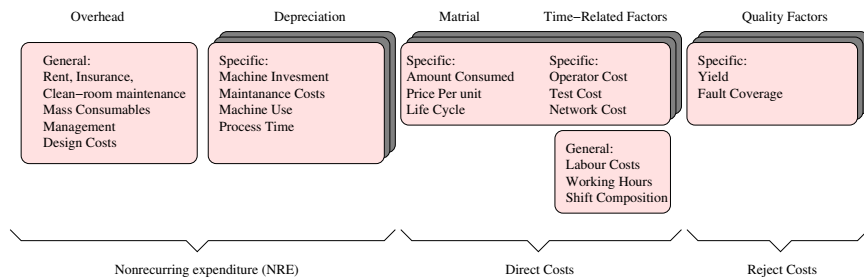 Overhead
Depreciation
Matrial
Time-Related Factors
Quality Factors
General:
Rent, Insurance,
Clean-room maintenance
Mass Consumables
Management
Design Costs
Specific:
Machine Invesment
Maintanance Costs
Machine Use
Process Time
Specific:
Amount Consumed
Price Per unit
Life Cycle
Specific:
Operator Cost
Test Cost
Network Cost
General:
Labour Costs
Working Hours
Shift Composition
Specific:
Yield
Fault Coverage
Nonrecurring expenditure (NRE)
Direct Costs
Reject Costs